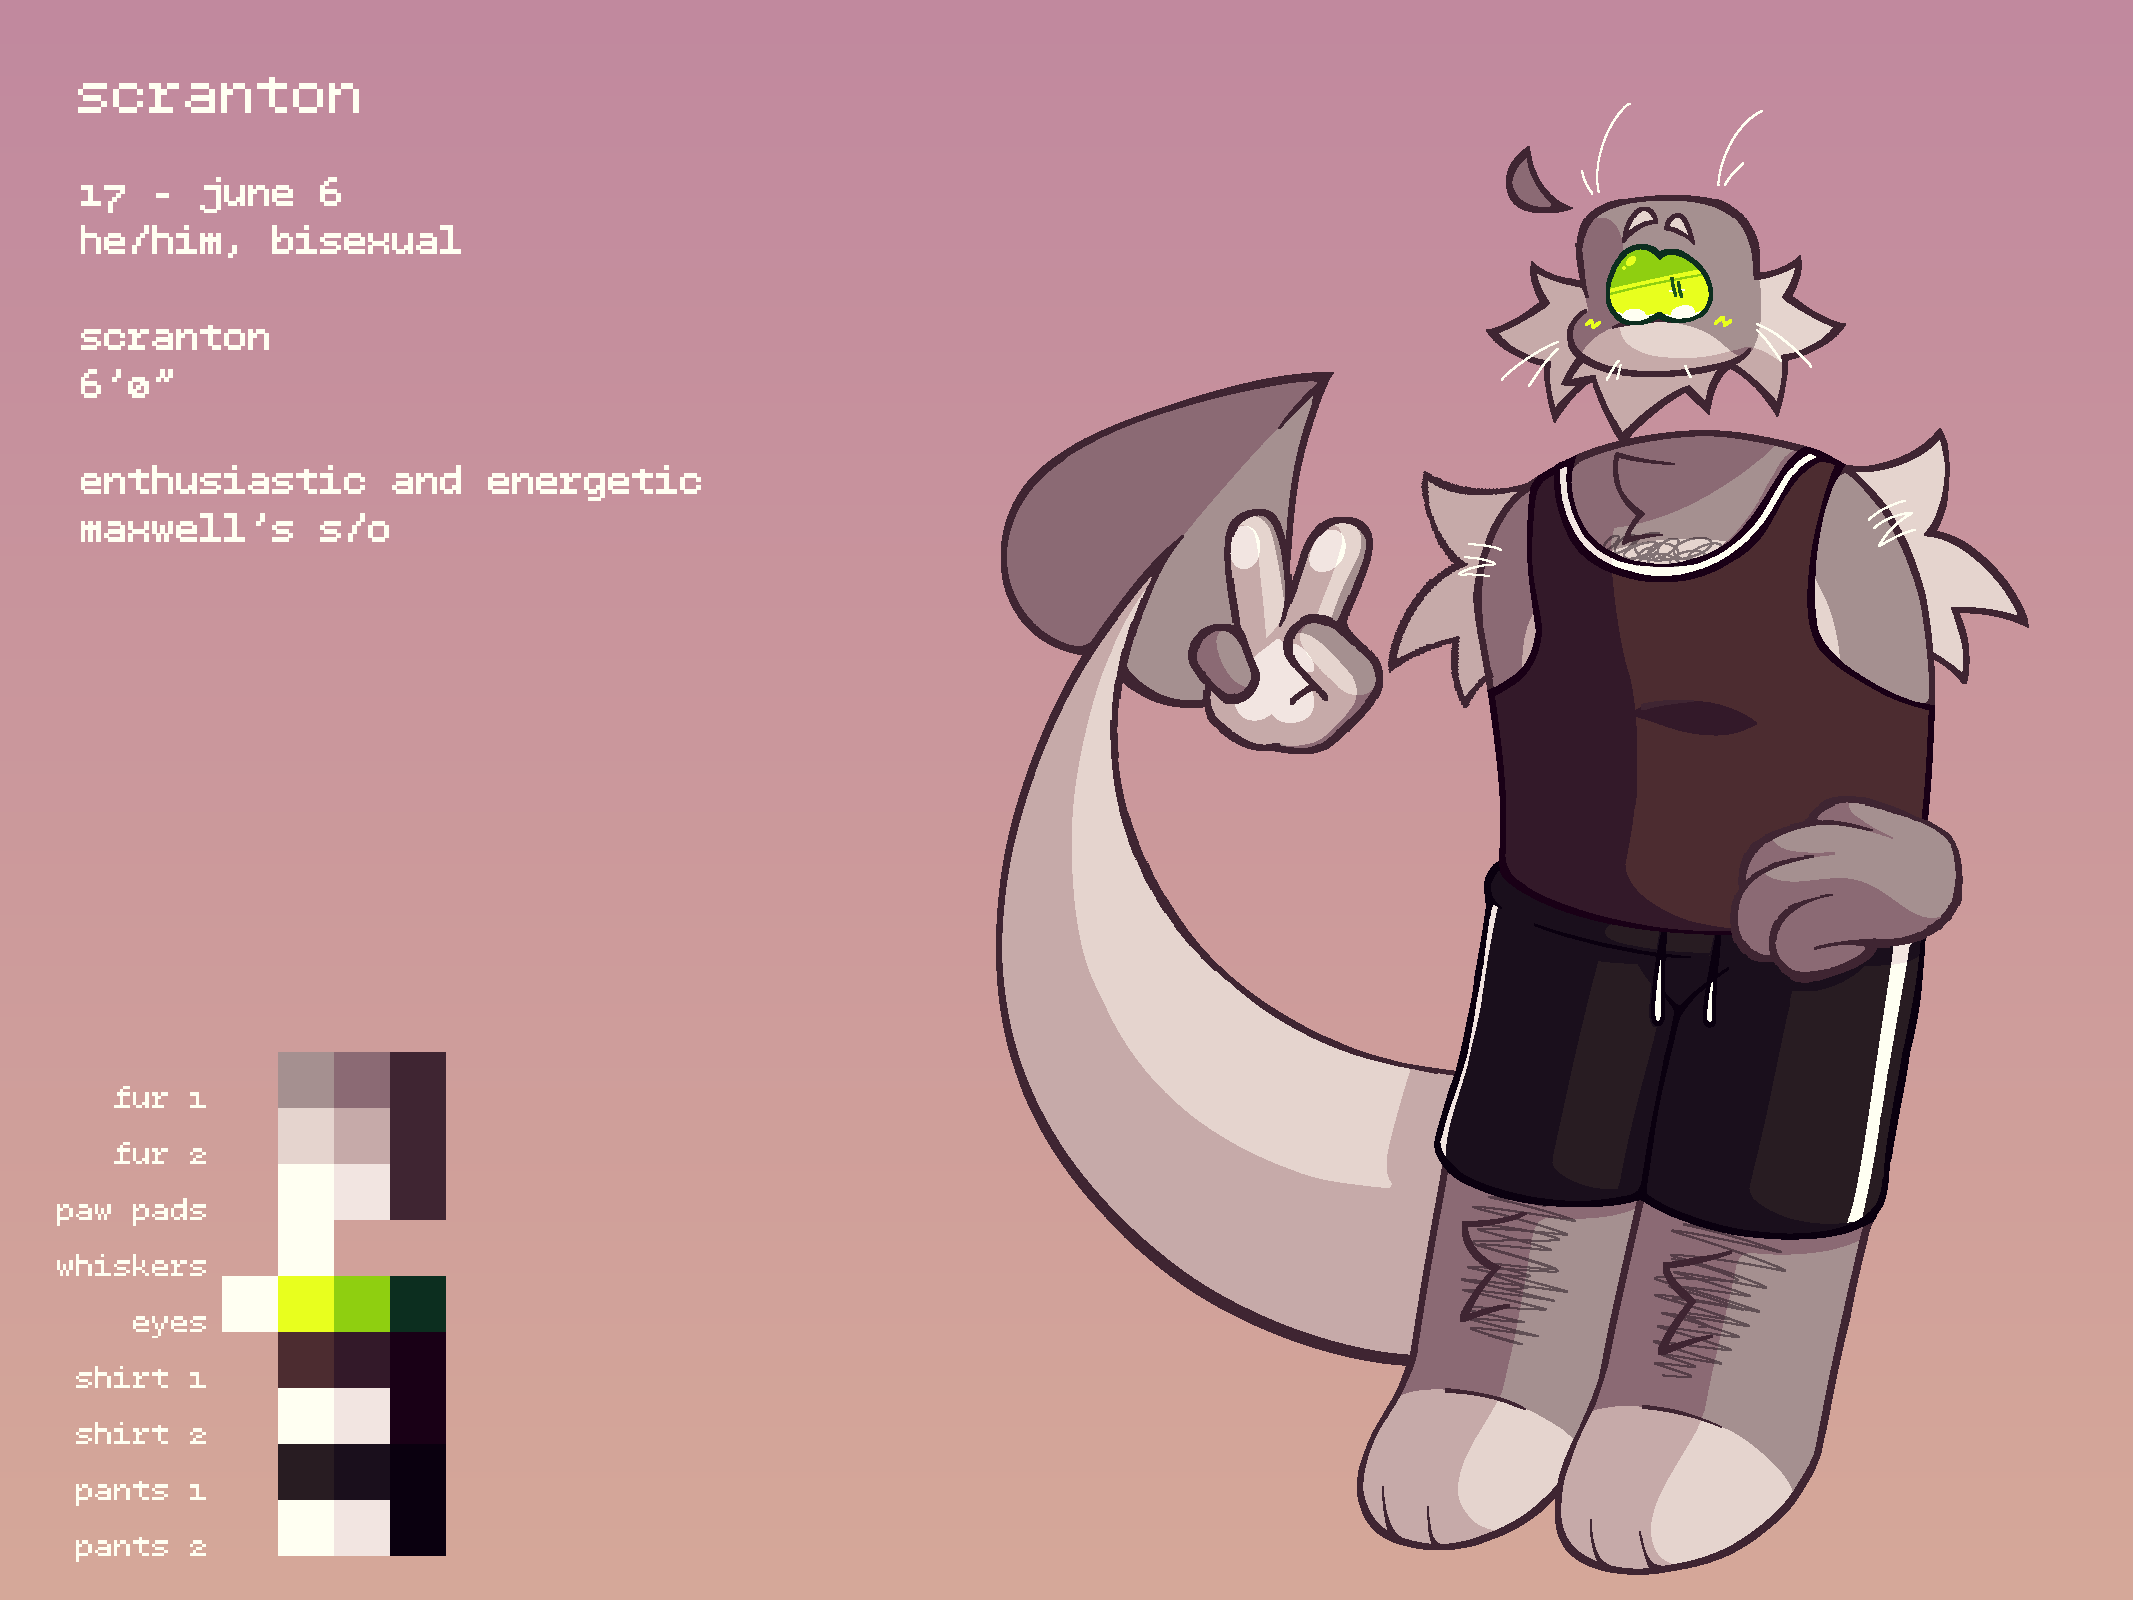 scranton
17 - june 6
he/him, bisexual
scranton
6'0"
enthusiastic and energetic
maxwell's s/o
fur 1
fur 2
paw pads
whiskers
eyes
shirt 1
shirt 2
pants 1
pants 2